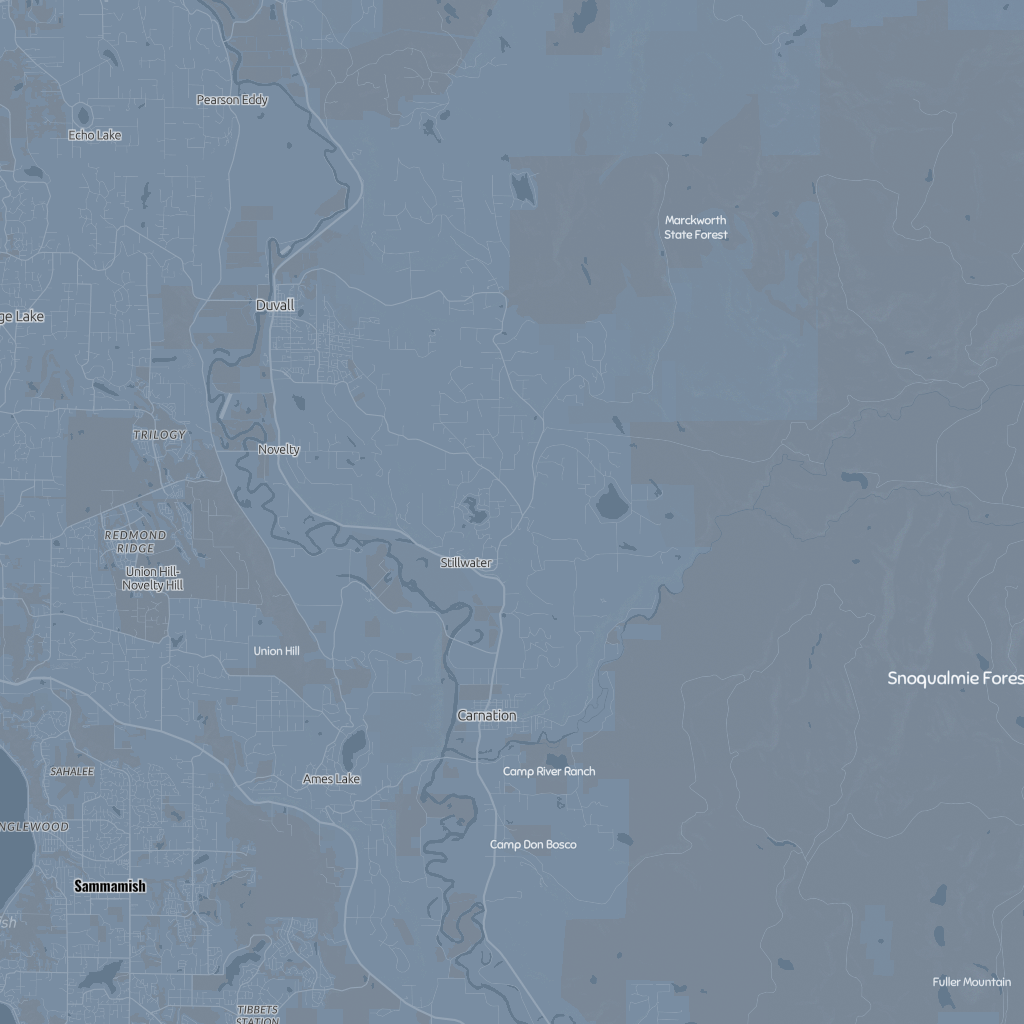 Pearson Eddy
Echo Lake
Marckworth
State Forest
Duvall
ge Lake
TRILOGY
Novelty
REDMOND
RIDGE
Stillwater
Union Hill-
Novelty Hill
Union Hill
Snoqualmie Fores
Carnation
SAHALEE
Ames Lake
Camp River Ranch
NGLEWOOD
Camp Don Bosco
Sammamish
ish
Fuller Mountain
TIBBETS
STATION